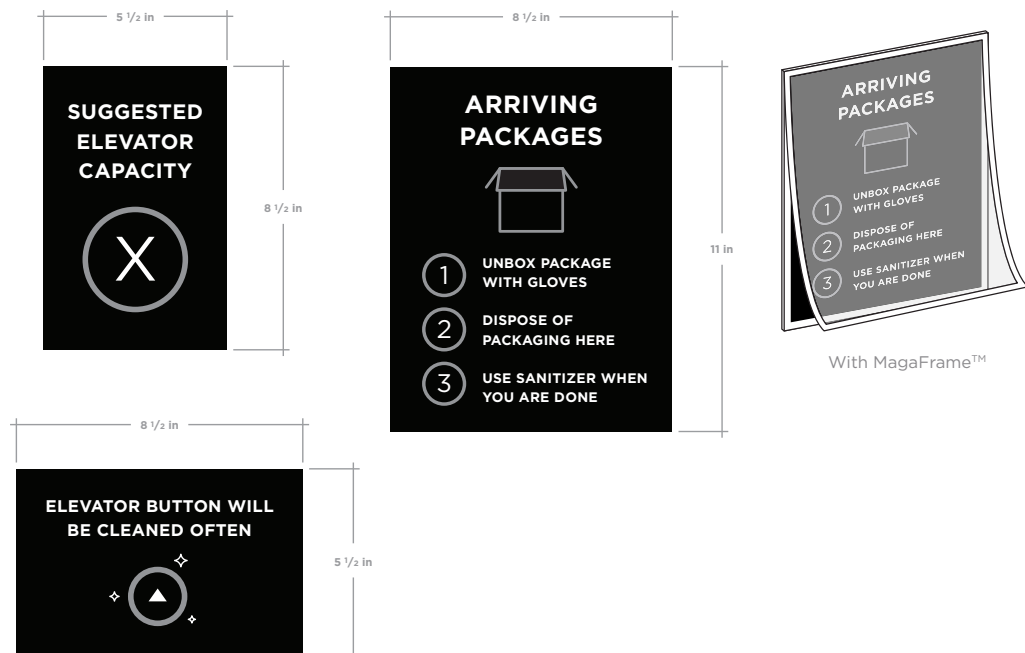 5 1/2 in
SUGGESTED
ELEVATOR
CAPACITY
X
8 1/2 in
8 1/2 in
ARRIVING
PACKAGES
1
UNBOX PACKAGE
WITH GLOVES
2
DISPOSE OF
PACKAGING HERE
3
USE SANITIZER WHEN
YOU ARE DONE
11 in
ARRIVING
PACKAGES
1
UNBOX PACKAGE
WITH GLOVES
2
DISPOSE OF
PACKAGING HERE
3
USE SANITIZER WHEN
YOU ARE DONE
With MagaFrame™
8 1/2 in
ELEVATOR BUTTON WILL
BE CLEANED OFTEN
5 1/2 in